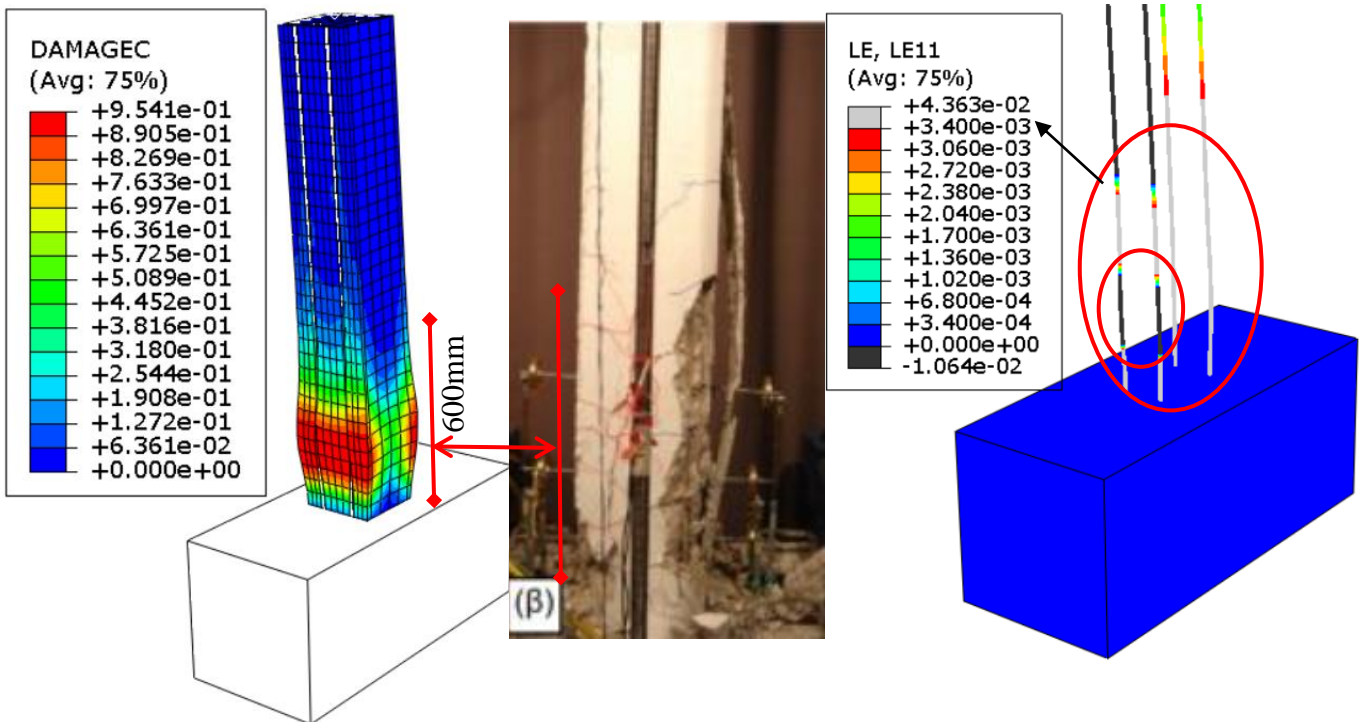 DAMAGEC
(Avg: 75%)
+9.541e-01
+8.905e-01
+8.269e-01
+7.633e-01
+6.997e-01
+6.361e-01
+5.725e-01
+5.089e-01
+4.452e-01
+3.816e-01
+3.180e-01
+2.544e-01
+1.908e-01
+1.272e-01
+6.361e-02
+0.000e+00
600mm
(β)
LE, LE11
(Avg: 75%)
+4.363e-02
+3.400e-03
+3.060e-03
+2.720e-03
+2.380e-03
+2.040e-03
+1.700e-03
+1.360e-03
+1.020e-03
+6.800e-04
+3.400e-04
+0.000e+00
-1.064e-02